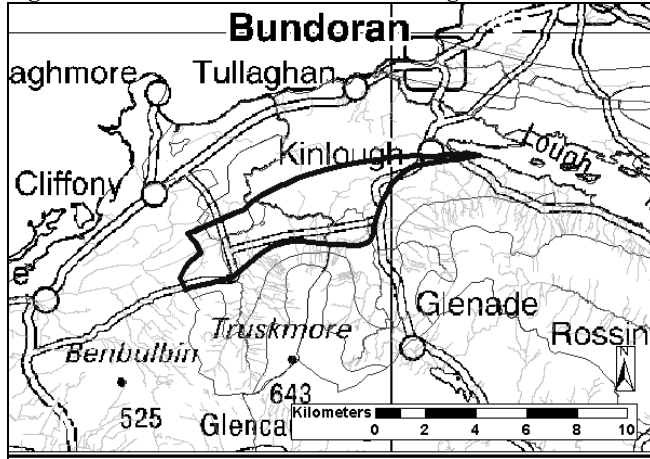 Bundoran
aghmore
Tullaghan
Kinlough
Lough
Cliffony
Glenade
Truskmore
Rossin
Benbulbin
N
643
525
Glenca
Kilometers
0 2 4 6 8 10